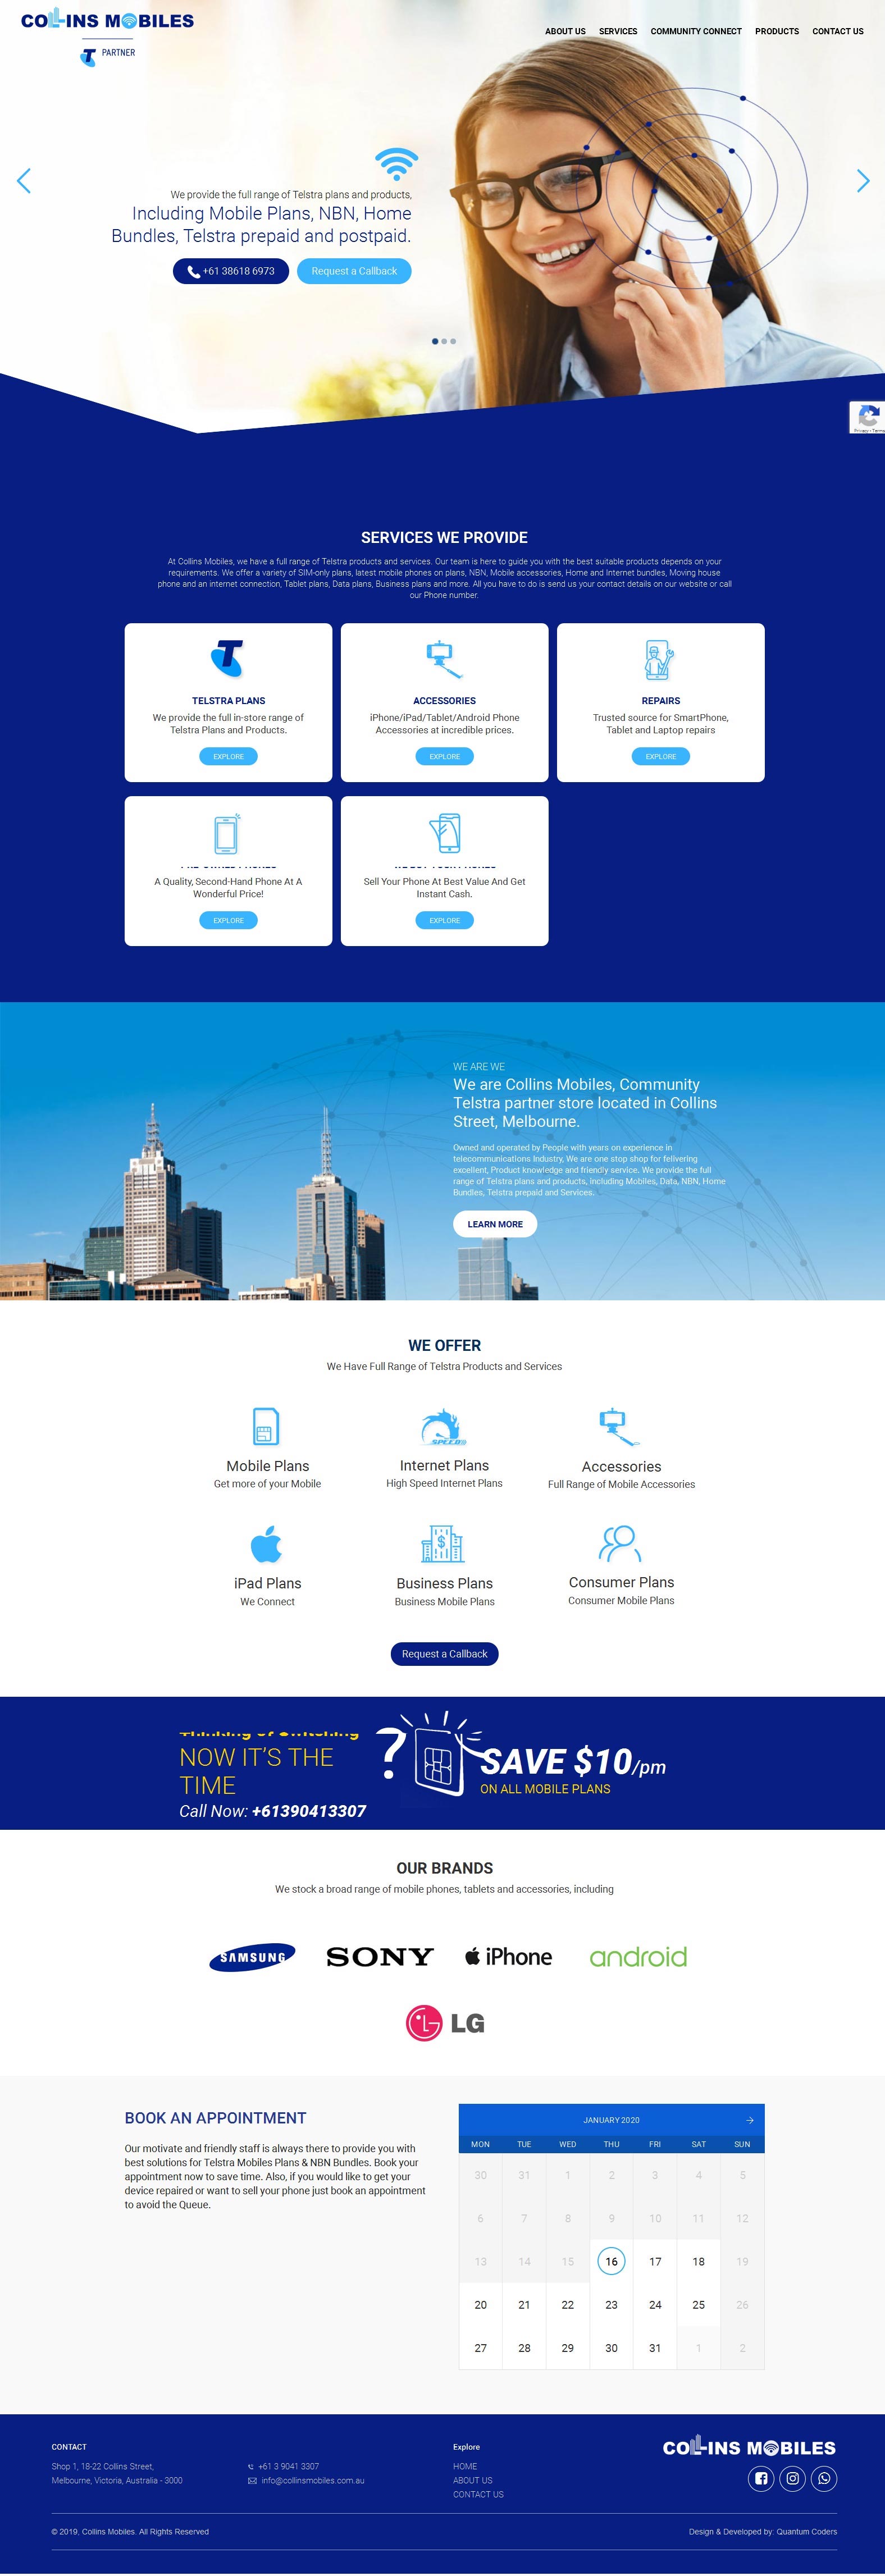 COLLINS MOBILES
PARTNER
ABOUT US SERVICES COMMUNITY CONNECT PRODUCTS CONTACT US
We provide the full range of Telstra plans and products,
Including Mobile Plans, NBN, Home
Bundles, Telstra prepaid and postpaid.
+61 38618 6973 Request a Callback
Privacy - Terms
SERVICES WE PROVIDE
At Collins Mobiles, we have a full range of Telstra products and services. Our team is here to guide you with the best suitable products depends on your
requirements. We offer a variety of SIM-only plans, latest mobile phones on plans, NBN, Mobile accessories, Home and Internet bundles, Moving house
phone and an internet connection, Tablet plans, Data plans, Business plans and more. All you have to do is send us your contact details on our website or call
our Phone number.
TELSTRA PLANS
We provide the full in-store range of
Telstra Plans and Products.
EXPLORE
ACCESSORIES
iPhone/iPad/Tablet/Android Phone
Accessories at incredible prices.
EXPLORE
REPAIRS
Trusted source for SmartPhone,
Tablet and Laptop repairs
EXPLORE
A Quality, Second-Hand Phone At A
Wonderful Price!
EXPLORE
Sell Your Phone At Best Value And Get
Instant Cash.
EXPLORE
WE ARE WE
We are Collins Mobiles, Community
Telstra partner store located in Collins
Street, Melbourne.
Owned and operated by People with years on experience in
telecommunications Industry, We are one stop shop for felivering
excellent, Product knowledge and friendly service. We provide the full
range of Telstra plans and products, including Mobiles, Data, NBN, Home
Bundles, Telstra prepaid and Services.
LEARN MORE
WE OFFER
We Have Full Range of Telstra Products and Services
Mobile Plans
Get more of your Mobile
SPEED
Internet Plans
High Speed Internet Plans
Accessories
Full Range of Mobile Accessories
iPad Plans
We Connect
Business Plans
Business Mobile Plans
Consumer Plans
Consumer Mobile Plans
Request a Callback
NOW IT'S THE
TIME
Call Now: +61390413307
?
SAVE $10/pm
ON ALL MOBILE PLANS
OUR BRANDS
We stock a broad range of mobile phones, tablets and accessories, including
SAMSUNG SONY iPhone android
LG
BOOK AN APPOINTMENT
Our motivate and friendly staff is always there to provide you with
best solutions for Telstra Mobiles Plans & NBN Bundles. Book your
appointment now to save time. Also, if you would like to get your
device repaired or want to sell your phone just book an appointment
to avoid the Queue.
JANUARY 2020
MON TUE WED THU FRI SAT SUN
30 31 1 2 3 4 5
6 7 8 9 10 11 12
13 14 15 16 17 18 19
20 21 22 23 24 25 26
27 28 29 30 31 1 2
CONTACT
Shop 1, 18-22 Collins Street,
Melbourne, Victoria, Australia - 3000
+61 3 9041 3307
info@collinsmobiles.com.au
Explore
HOME
ABOUT US
CONTACT US
COLLINS MOBILES
© 2019, Collins Mobiles. All Rights Reserved
Design & Developed by: Quantum Coders